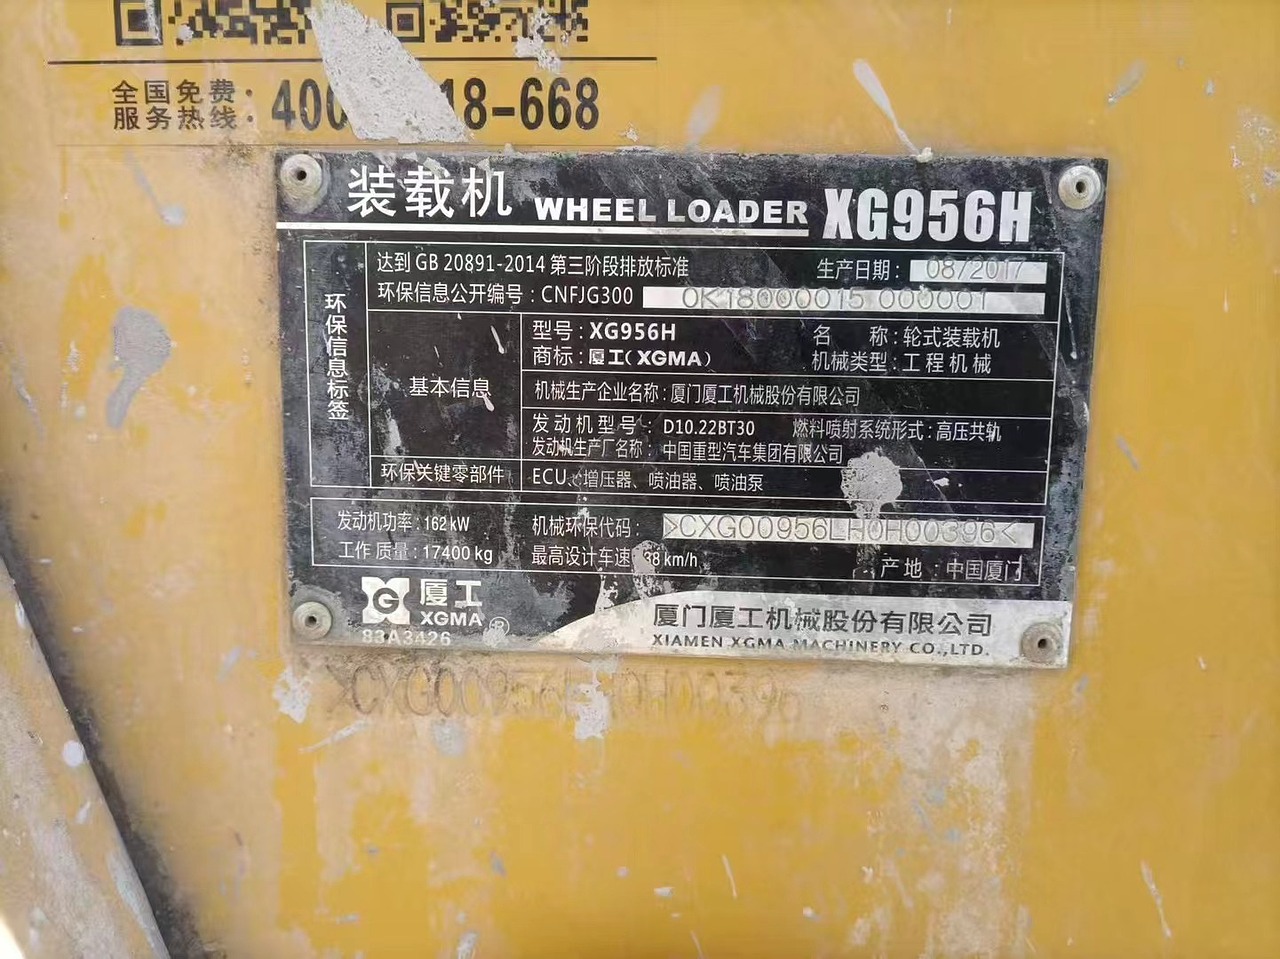 全国免费:
服务热线:
400 18-668
装载机 WHEEL LOADER XG956H
环保信息标签
达到 GB 20891-2014 第三阶段排放标准 生产日期: 08/2017
环保信息公开编号: CNFJG300 0K18000015 000001
基本信息
型号: XG956H 名 称: 轮式装载机
商标: 厦工(XGMA) 机械类型: 工程机械
机械生产企业名称: 厦门厦工机械股份有限公司
发动机型号: D10.22BT30 燃料喷射系统形式: 高压共轨
发动机生产厂名称: 中国重型汽车集团有限公司
环保关键零部件 ECU、增压器、喷油器、喷油泵
发动机功率: 162 kW 机械环保代码: >CXG00956LH0H00396<
工作质量: 17400 kg 最高设计车速: 38 km/h 产地: 中国厦门
厦工
XGMA ®
83A3426
厦门厦工机械股份有限公司
XIAMEN XGMA MACHINERY CO.,LTD.
CXG00956LH0H00396